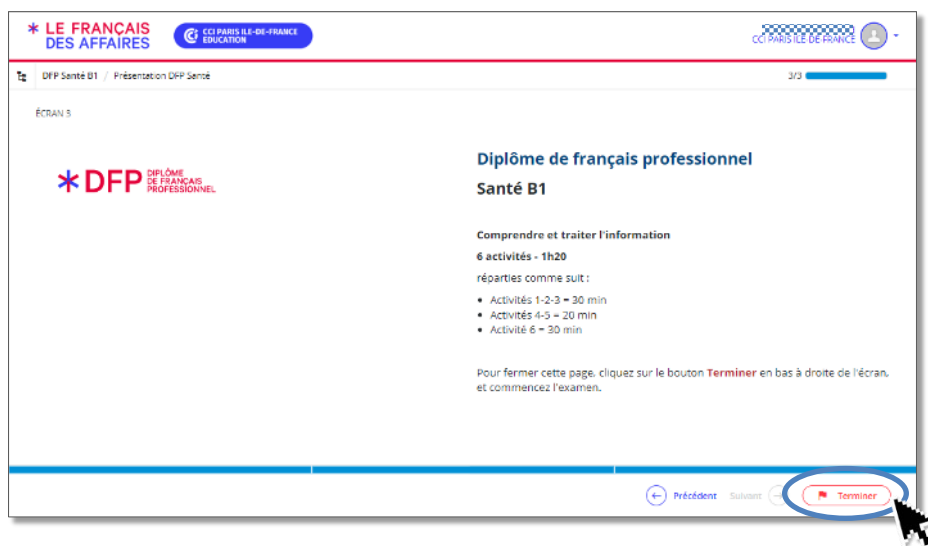 LE FRANÇAIS
DES AFFAIRES
CCI PARIS ILE-DE-FRANCE
EDUCATION
CCI PARIS ILE DE FRANCE
DFP Santé B1 / Présentation DFP Santé
3/3
ÉCRAN 3
DFP DIPLÔME
DE FRANÇAIS
PROFESSIONNEL
Diplôme de français professionnel
Santé B1
Comprendre et traiter l'information
6 activités - 1h20
réparties comme suit :
• Activités 1-2-3 = 30 min
• Activités 4-5 = 20 min
• Activité 6 = 30 min
Pour fermer cette page, cliquez sur le bouton Terminer en bas à droite de l'écran,
et commencez l'examen.
Précédent Suivant Terminer